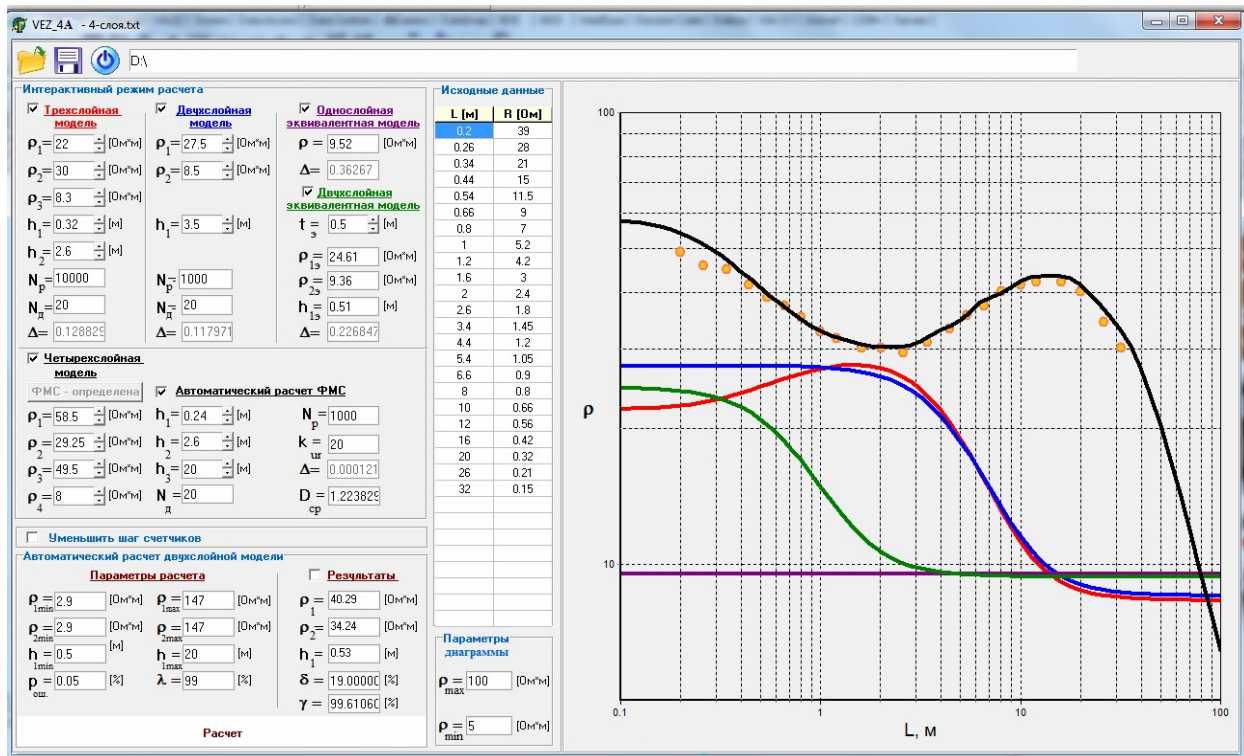 VEZ_4A - 4-слоя.txt
D:\
Интерактивный режим расчета
Трехслойная модель
Двухслойная модель
Однослойная эквивалентная модель
ρ1= 22 [Ом*м]
ρ1= 27.5 [Ом*м]
ρ = 9.52 [Ом*м]
ρ2= 30 [Ом*м]
ρ2= 8.5 [Ом*м]
Δ= 0.36267
ρ3= 8.3 [Ом*м]
Двухслойная эквивалентная модель
h1= 0.32 [м]
h1= 3.5 [м]
tэ = 0.5 [м]
h2= 2.6 [м]
ρ1э = 24.61 [Ом*м]
Nр= 10000
Nр= 1000
ρ2э = 9.36 [Ом*м]
Nд= 20
Nд= 20
h1э = 0.51 [м]
Δ= 0.128829
Δ= 0.117971
Δ= 0.226847
Четырехслойная модель
ФМС - определена
Автоматический расчет ФМС
ρ1= 58.5 [Ом*м]
h1= 0.24 [м]
Nр = 1000
ρ2= 29.25 [Ом*м]
h2= 2.6 [м]
kur = 20
ρ3= 49.5 [Ом*м]
h3= 20 [м]
Δ= 0.000121
ρ4= 8 [Ом*м]
Nд = 20
Dср = 1.223829
Уменьшить шаг счетчиков
Автоматический расчет двухслойной модели
Параметры расчета
Результаты
ρ1min= 2.9 [Ом*м]
ρ1max= 147 [Ом*м]
ρ1 = 40.29 [Ом*м]
ρ2min= 2.9 [Ом*м]
ρ2max= 147 [Ом*м]
ρ2= 34.24 [Ом*м]
h1min= 0.5 [м]
h1max= 20 [м]
h1= 0.53 [м]
pош. = 0.05 [%]
λ = 99 [%]
δ = 19.00000 [%]
γ = 99.6106 [%]
Расчет
Исходные данные
L [м] R [Ом]
0.2 39
0.26 28
0.34 21
0.44 15
0.54 11.5
0.66 9
0.8 7
1 5.2
1.2 4.2
1.6 3
2 2.4
2.6 1.8
3.4 1.45
4.4 1.2
5.4 1.05
6.6 0.9
8 0.8
10 0.66
12 0.56
16 0.42
20 0.32
26 0.21
32 0.15
Параметры диаграммы
ρmax = 100 [Ом*м]
ρmin = 5 [Ом*м]
100
ρ
10
0.1 1 10 100
L, м